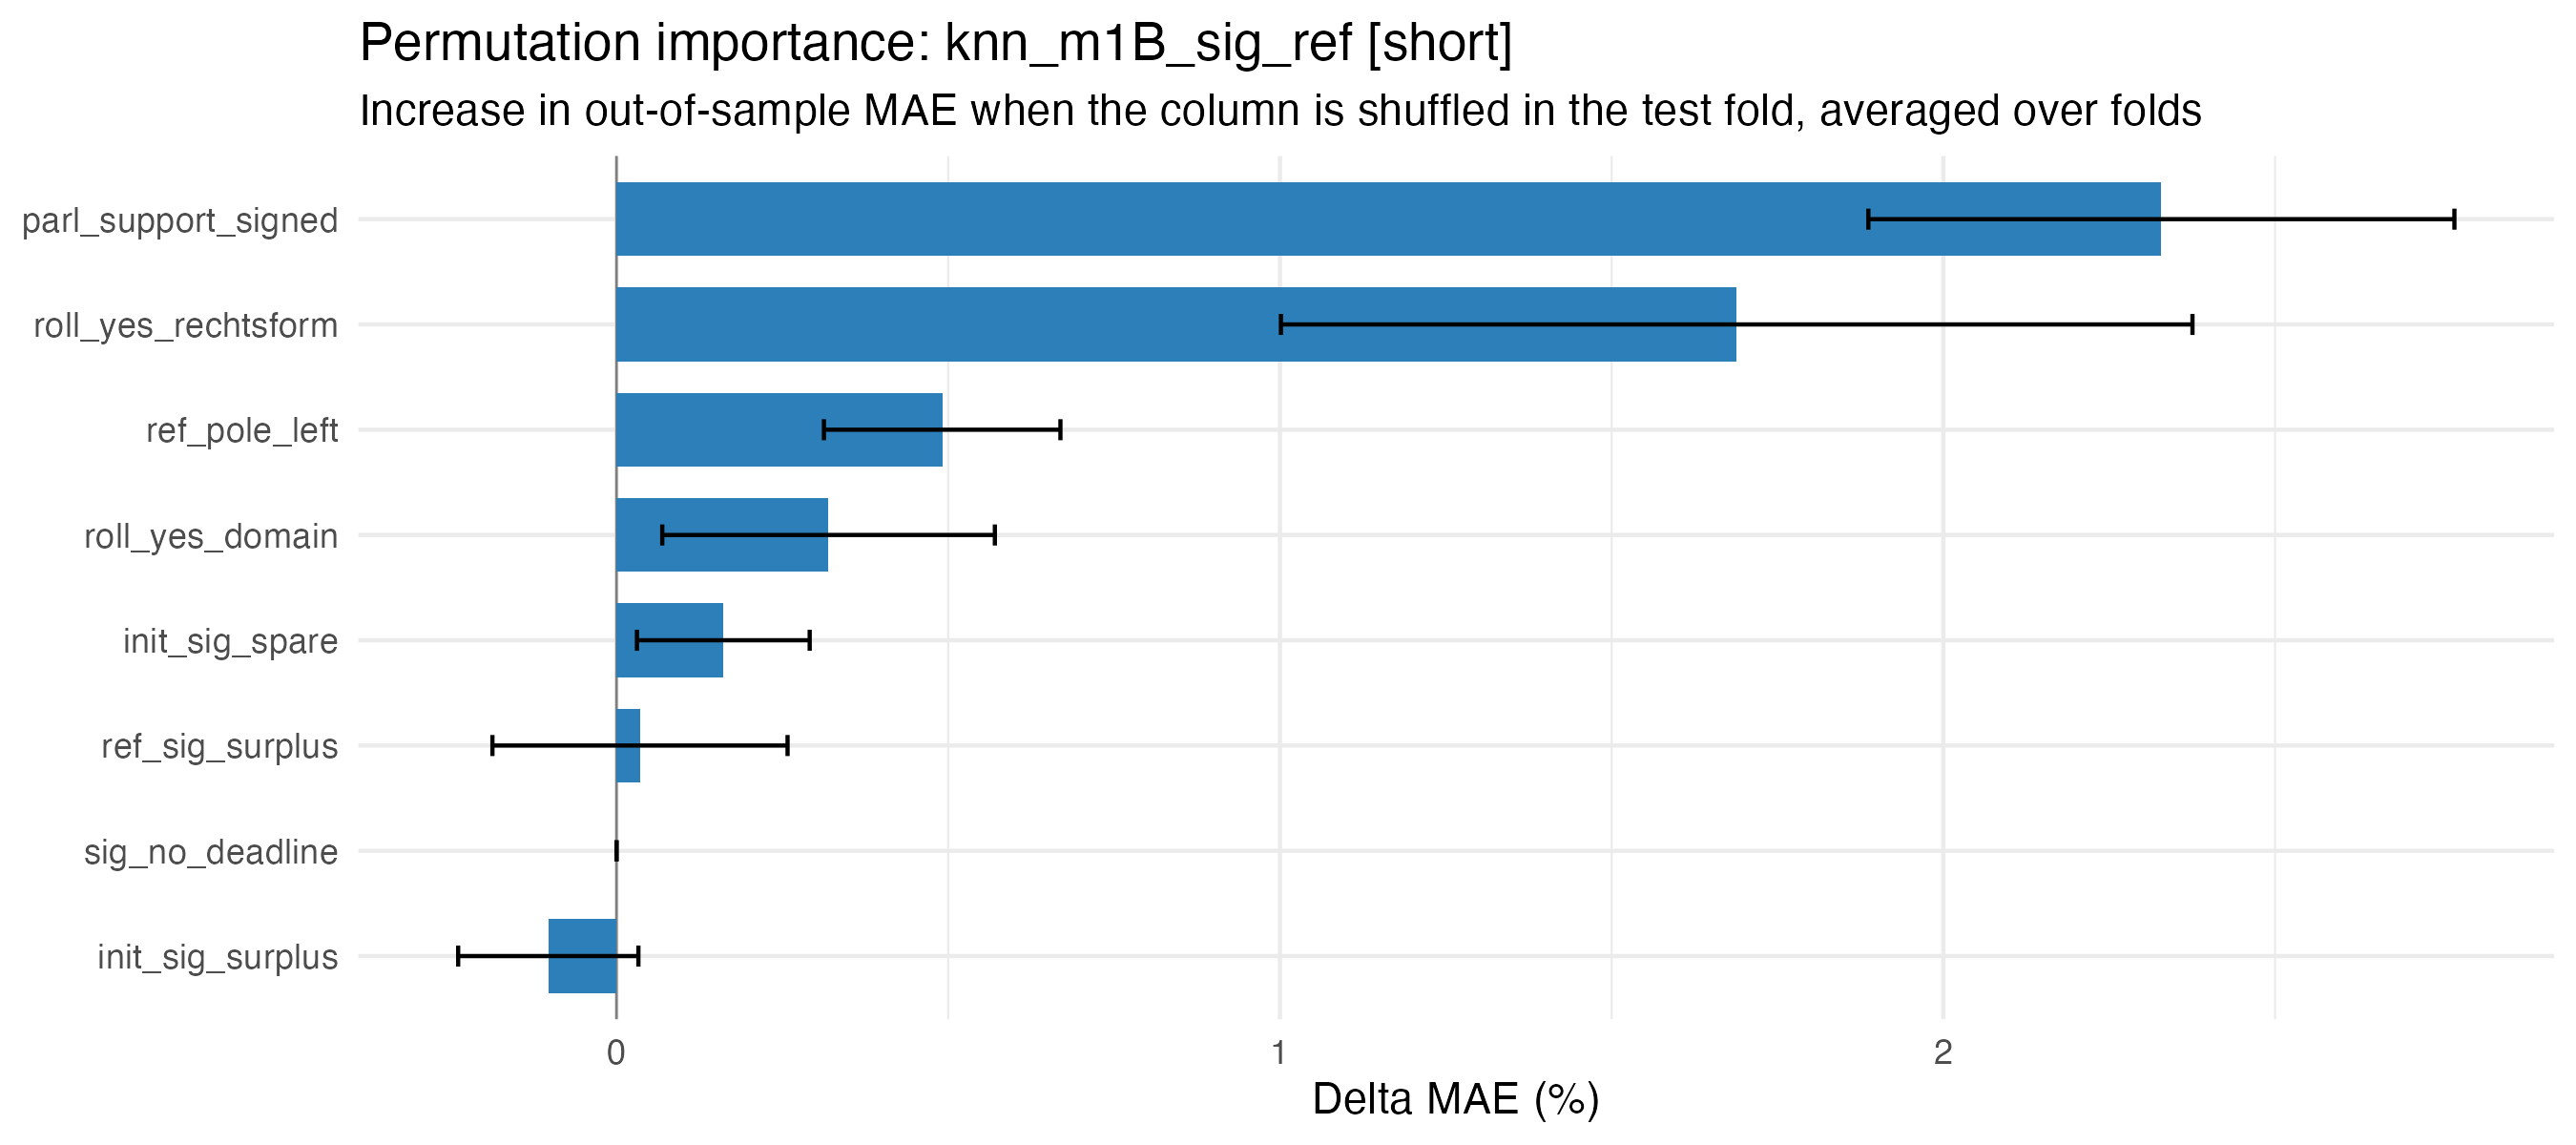 Permutation importance: knn_m1B_sig_ref [short]
Increase in out-of-sample MAE when the column is shuffled in the test fold, averaged over folds
parl_support_signed
roll_yes_rechtsform
ref_pole_left
roll_yes_domain
init_sig_spare
ref_sig_surplus
sig_no_deadline
init_sig_surplus
0 1 2
Delta MAE (%)